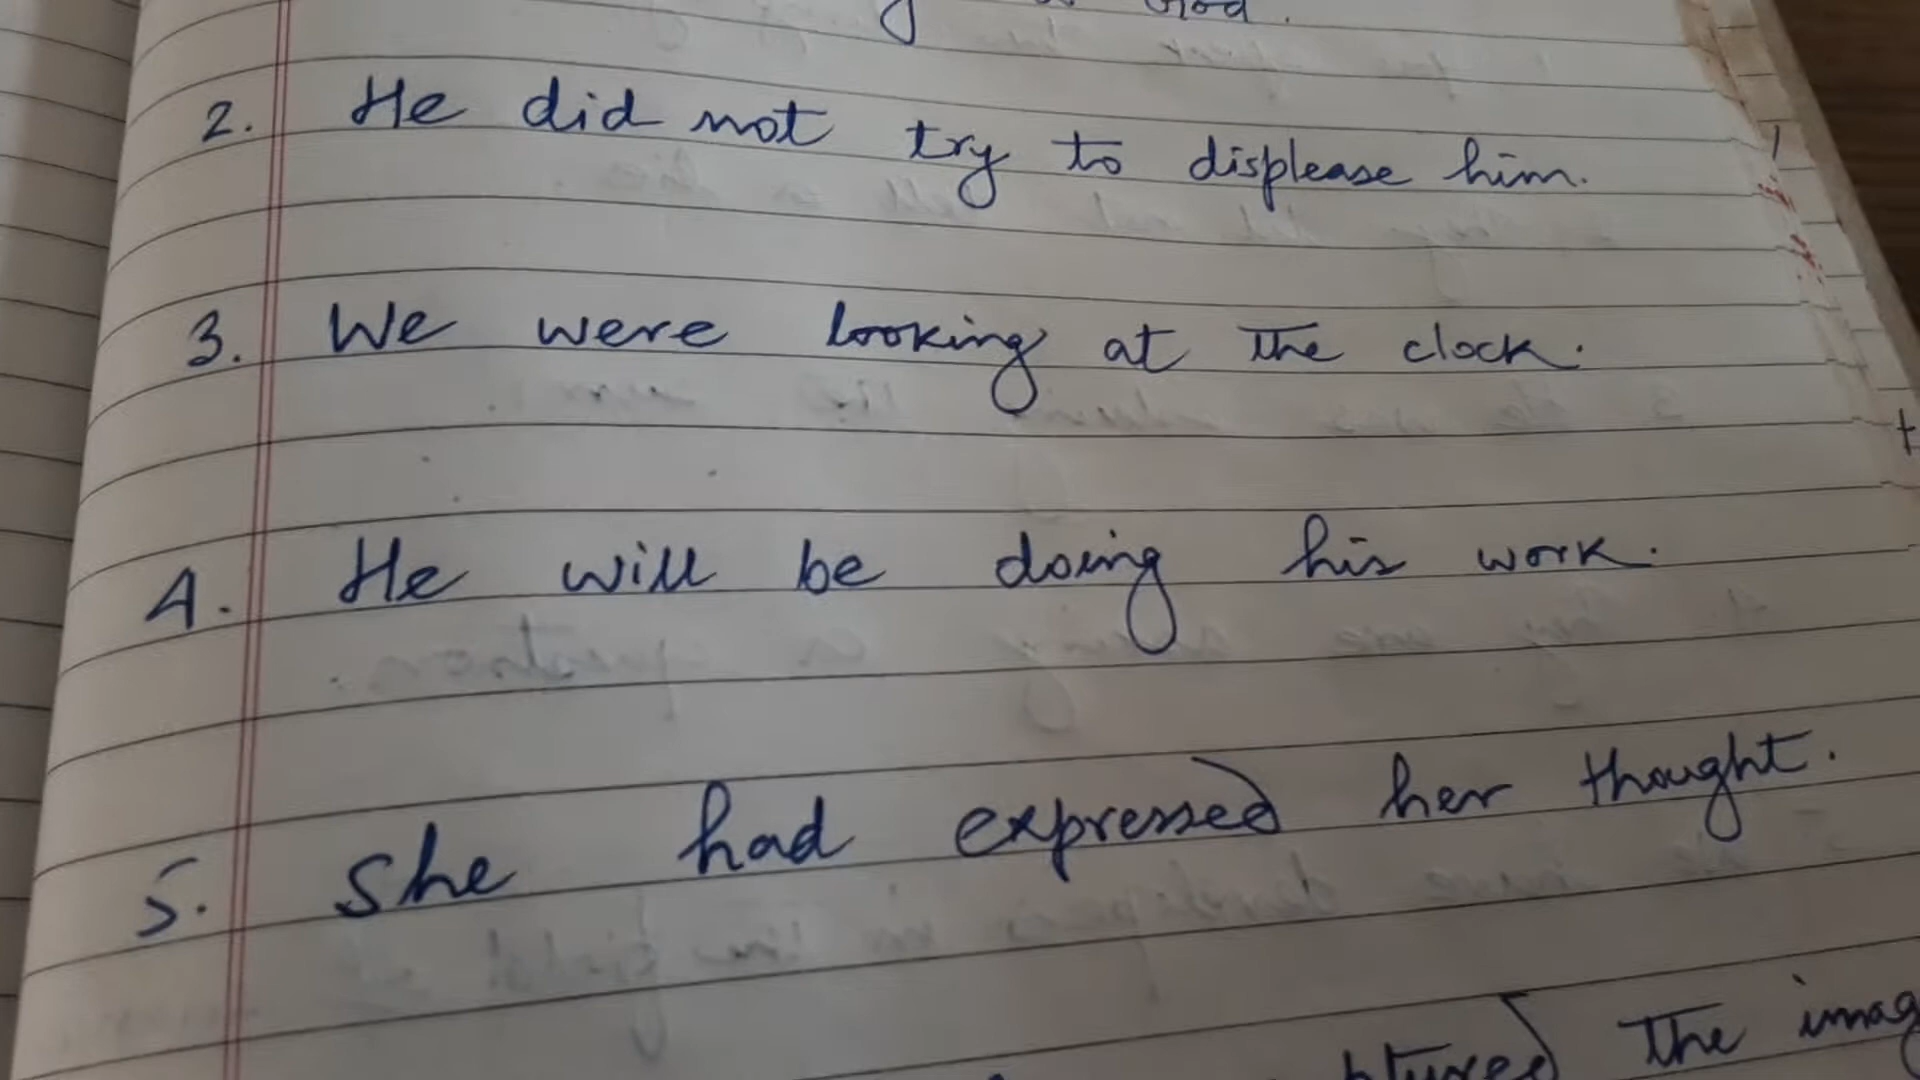 God.
2. He did not try to displease him.
3. We were looking at the clock.
4. He will be doing his work.
5. She had expressed her thought.
the